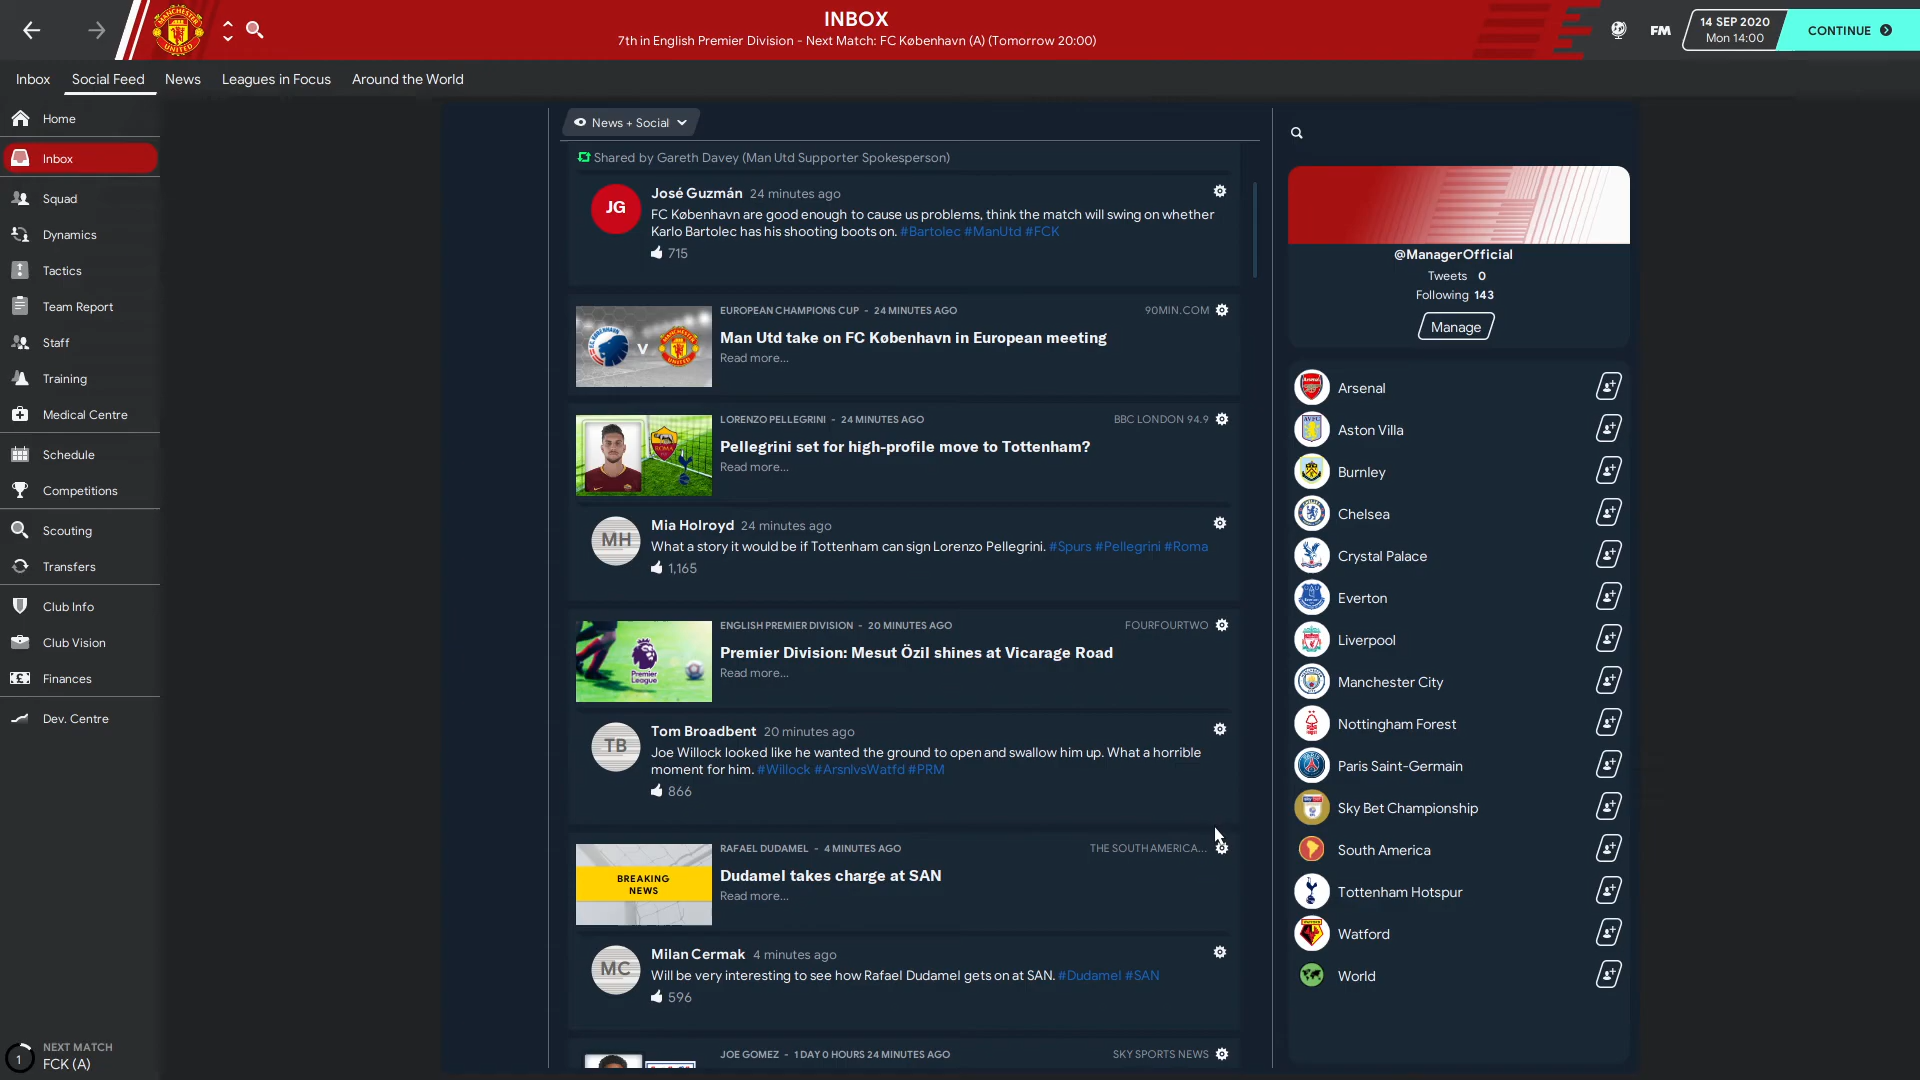 INBOX
7th in English Premier Division - Next Match: FC København (A) (Tomorrow 20:00)
FM
14 SEP 2020
Mon 14:00
CONTINUE
Inbox
Social Feed
News
Leagues in Focus
Around the World
Home
Inbox
Squad
Dynamics
Tactics
Team Report
Staff
Training
Medical Centre
Schedule
Competitions
Scouting
Transfers
Club Info
Club Vision
Finances
Dev. Centre
1
NEXT MATCH
FCK (A)
News + Social
Shared by Gareth Davey (Man Utd Supporter Spokesperson)
JG
José Guzmán 24 minutes ago
FC København are good enough to cause us problems, think the match will swing on whether
Karlo Bartolec has his shooting boots on. #Bartolec #ManUtd #FCK
715
V
EUROPEAN CHAMPIONS CUP - 24 MINUTES AGO
90MIN.COM
Man Utd take on FC København in European meeting
Read more...
LORENZO PELLEGRINI - 24 MINUTES AGO
BBC LONDON 94.9
Pellegrini set for high-profile move to Tottenham?
Read more...
MH
Mia Holroyd 24 minutes ago
What a story it would be if Tottenham can sign Lorenzo Pellegrini. #Spurs #Pellegrini #Roma
1,165
Premier
League
ENGLISH PREMIER DIVISION - 20 MINUTES AGO
FOURFOURTWO
Premier Division: Mesut Özil shines at Vicarage Road
Read more...
TB
Tom Broadbent 20 minutes ago
Joe Willock looked like he wanted the ground to open and swallow him up. What a horrible
moment for him. #Willock #ArsnlvsWatfd #PRM
866
BREAKING
NEWS
RAFAEL DUDAMEL - 4 MINUTES AGO
THE SOUTH AMERICA...
Dudamel takes charge at SAN
Read more...
MC
Milan Cermak 4 minutes ago
Will be very interesting to see how Rafael Dudamel gets on at SAN. #Dudamel #SAN
596
JOE GOMEZ - 1 DAY 0 HOURS 24 MINUTES AGO
SKY SPORTS NEWS
@ManagerOfficial
Tweets 0
Following 143
Manage
Arsenal
Aston Villa
Burnley
Chelsea
Crystal Palace
Everton
Liverpool
Manchester City
Nottingham Forest
Paris Saint-Germain
Sky Bet Championship
South America
Tottenham Hotspur
Watford
World